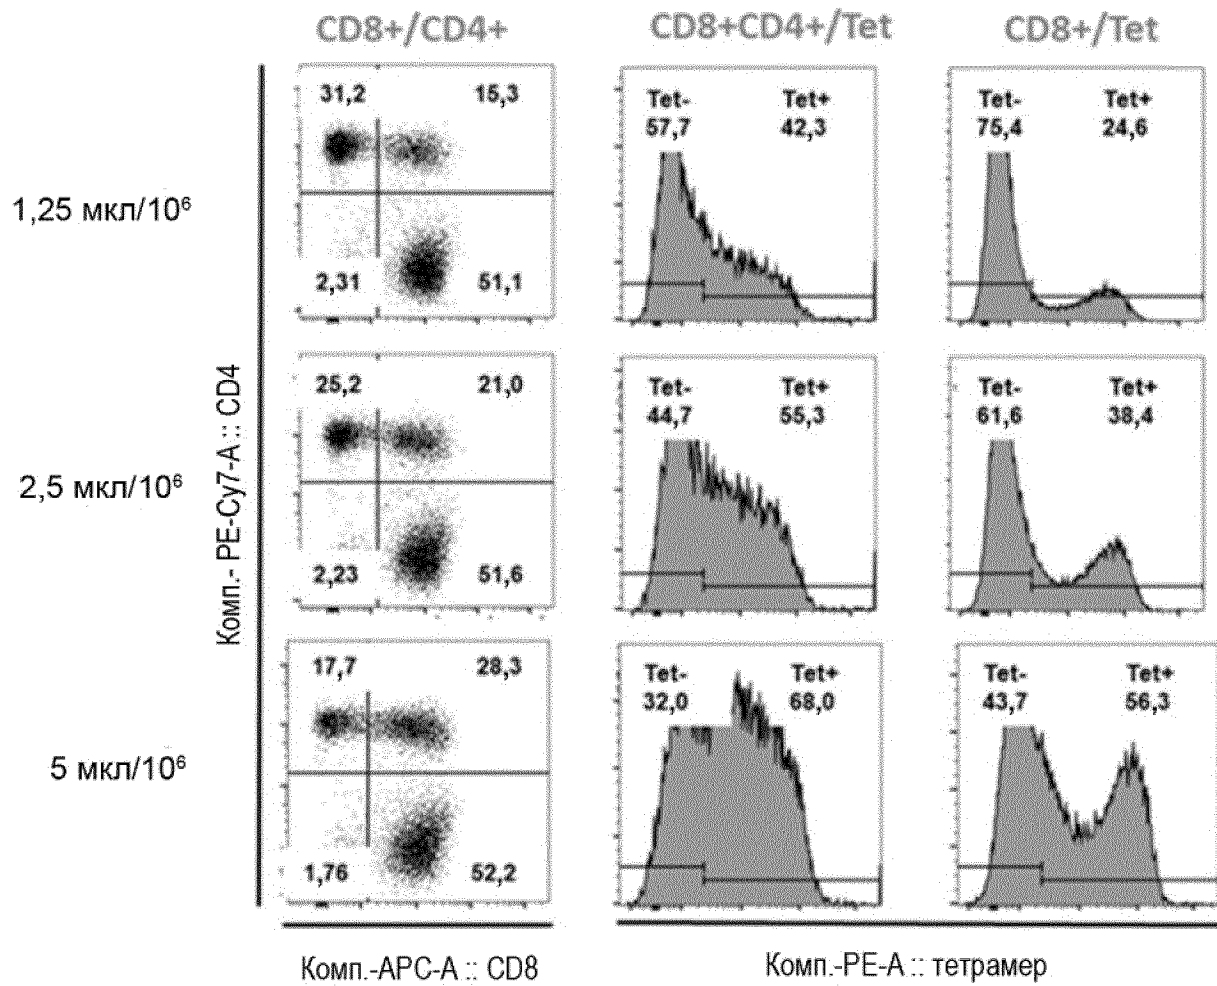 CD8+/CD4+ CD8+CD4+/Tet CD8+/Tet
31,2 15,3 Tet- Tet+ Tet- Tet+
57,7 42,3 75,4 24,6
1,25 мкл/10⁶
2,31 51,1
25,2 21,0 Tet- Tet+ Tet- Tet+
44,7 55,3 61,6 38,4
2,5 мкл/10⁶
2,23 51,6
17,7 28,3 Tet- Tet+ Tet- Tet+
32,0 68,0 43,7 56,3
5 мкл/10⁶
1,76 52,2
Комп.- PE-Cy7-A :: CD4
Комп.-APC-A :: CD8 Комп.-PE-A :: тетрамер